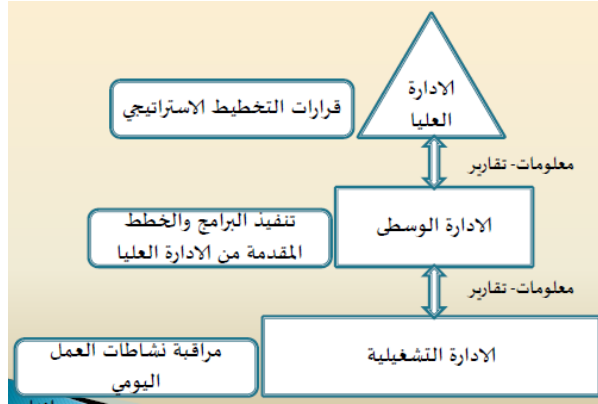 الادارة
العليا
قرارات التخطيط الاستراتيجي
معلومات- تقارير
الادارة الوسطى
تنفيذ البرامج والخطط
المقدمة من الادارة العليا
معلومات- تقارير
الادارة التشغيلية
مراقبة نشاطات العمل
اليومي